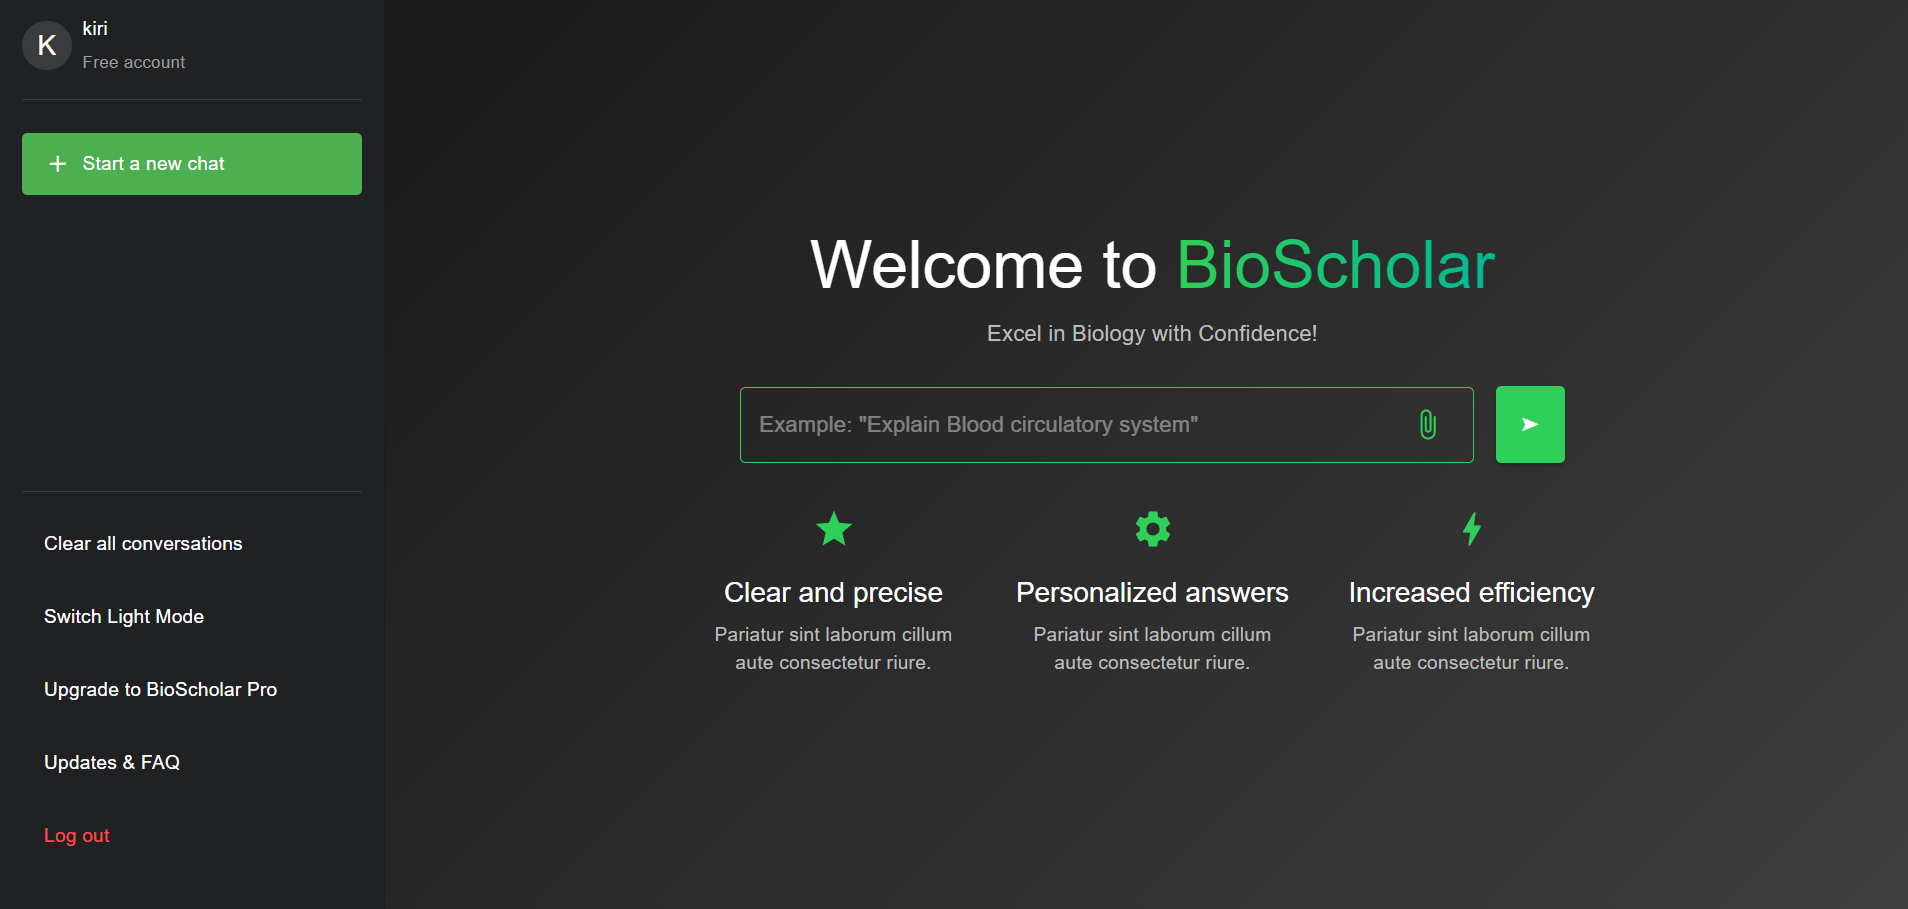 K
kiri
Free account
Start a new chat
Clear all conversations
Switch Light Mode
Upgrade to BioScholar Pro
Updates & FAQ
Log out
Welcome to BioScholar
Excel in Biology with Confidence!
Example: "Explain Blood circulatory system"
Clear and precise
Pariatur sint laborum cillum
aute consectetur riure.
Personalized answers
Pariatur sint laborum cillum
aute consectetur riure.
Increased efficiency
Pariatur sint laborum cillum
aute consectetur riure.